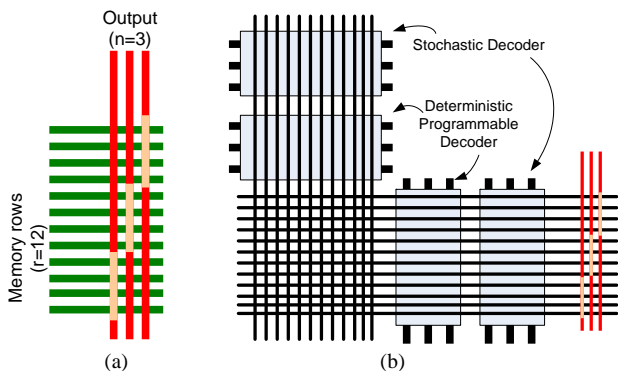 Output
(n=3)
Memory rows
(r=12)
(a)
Stochastic Decoder
Deterministic
Programmable
Decoder
(b)